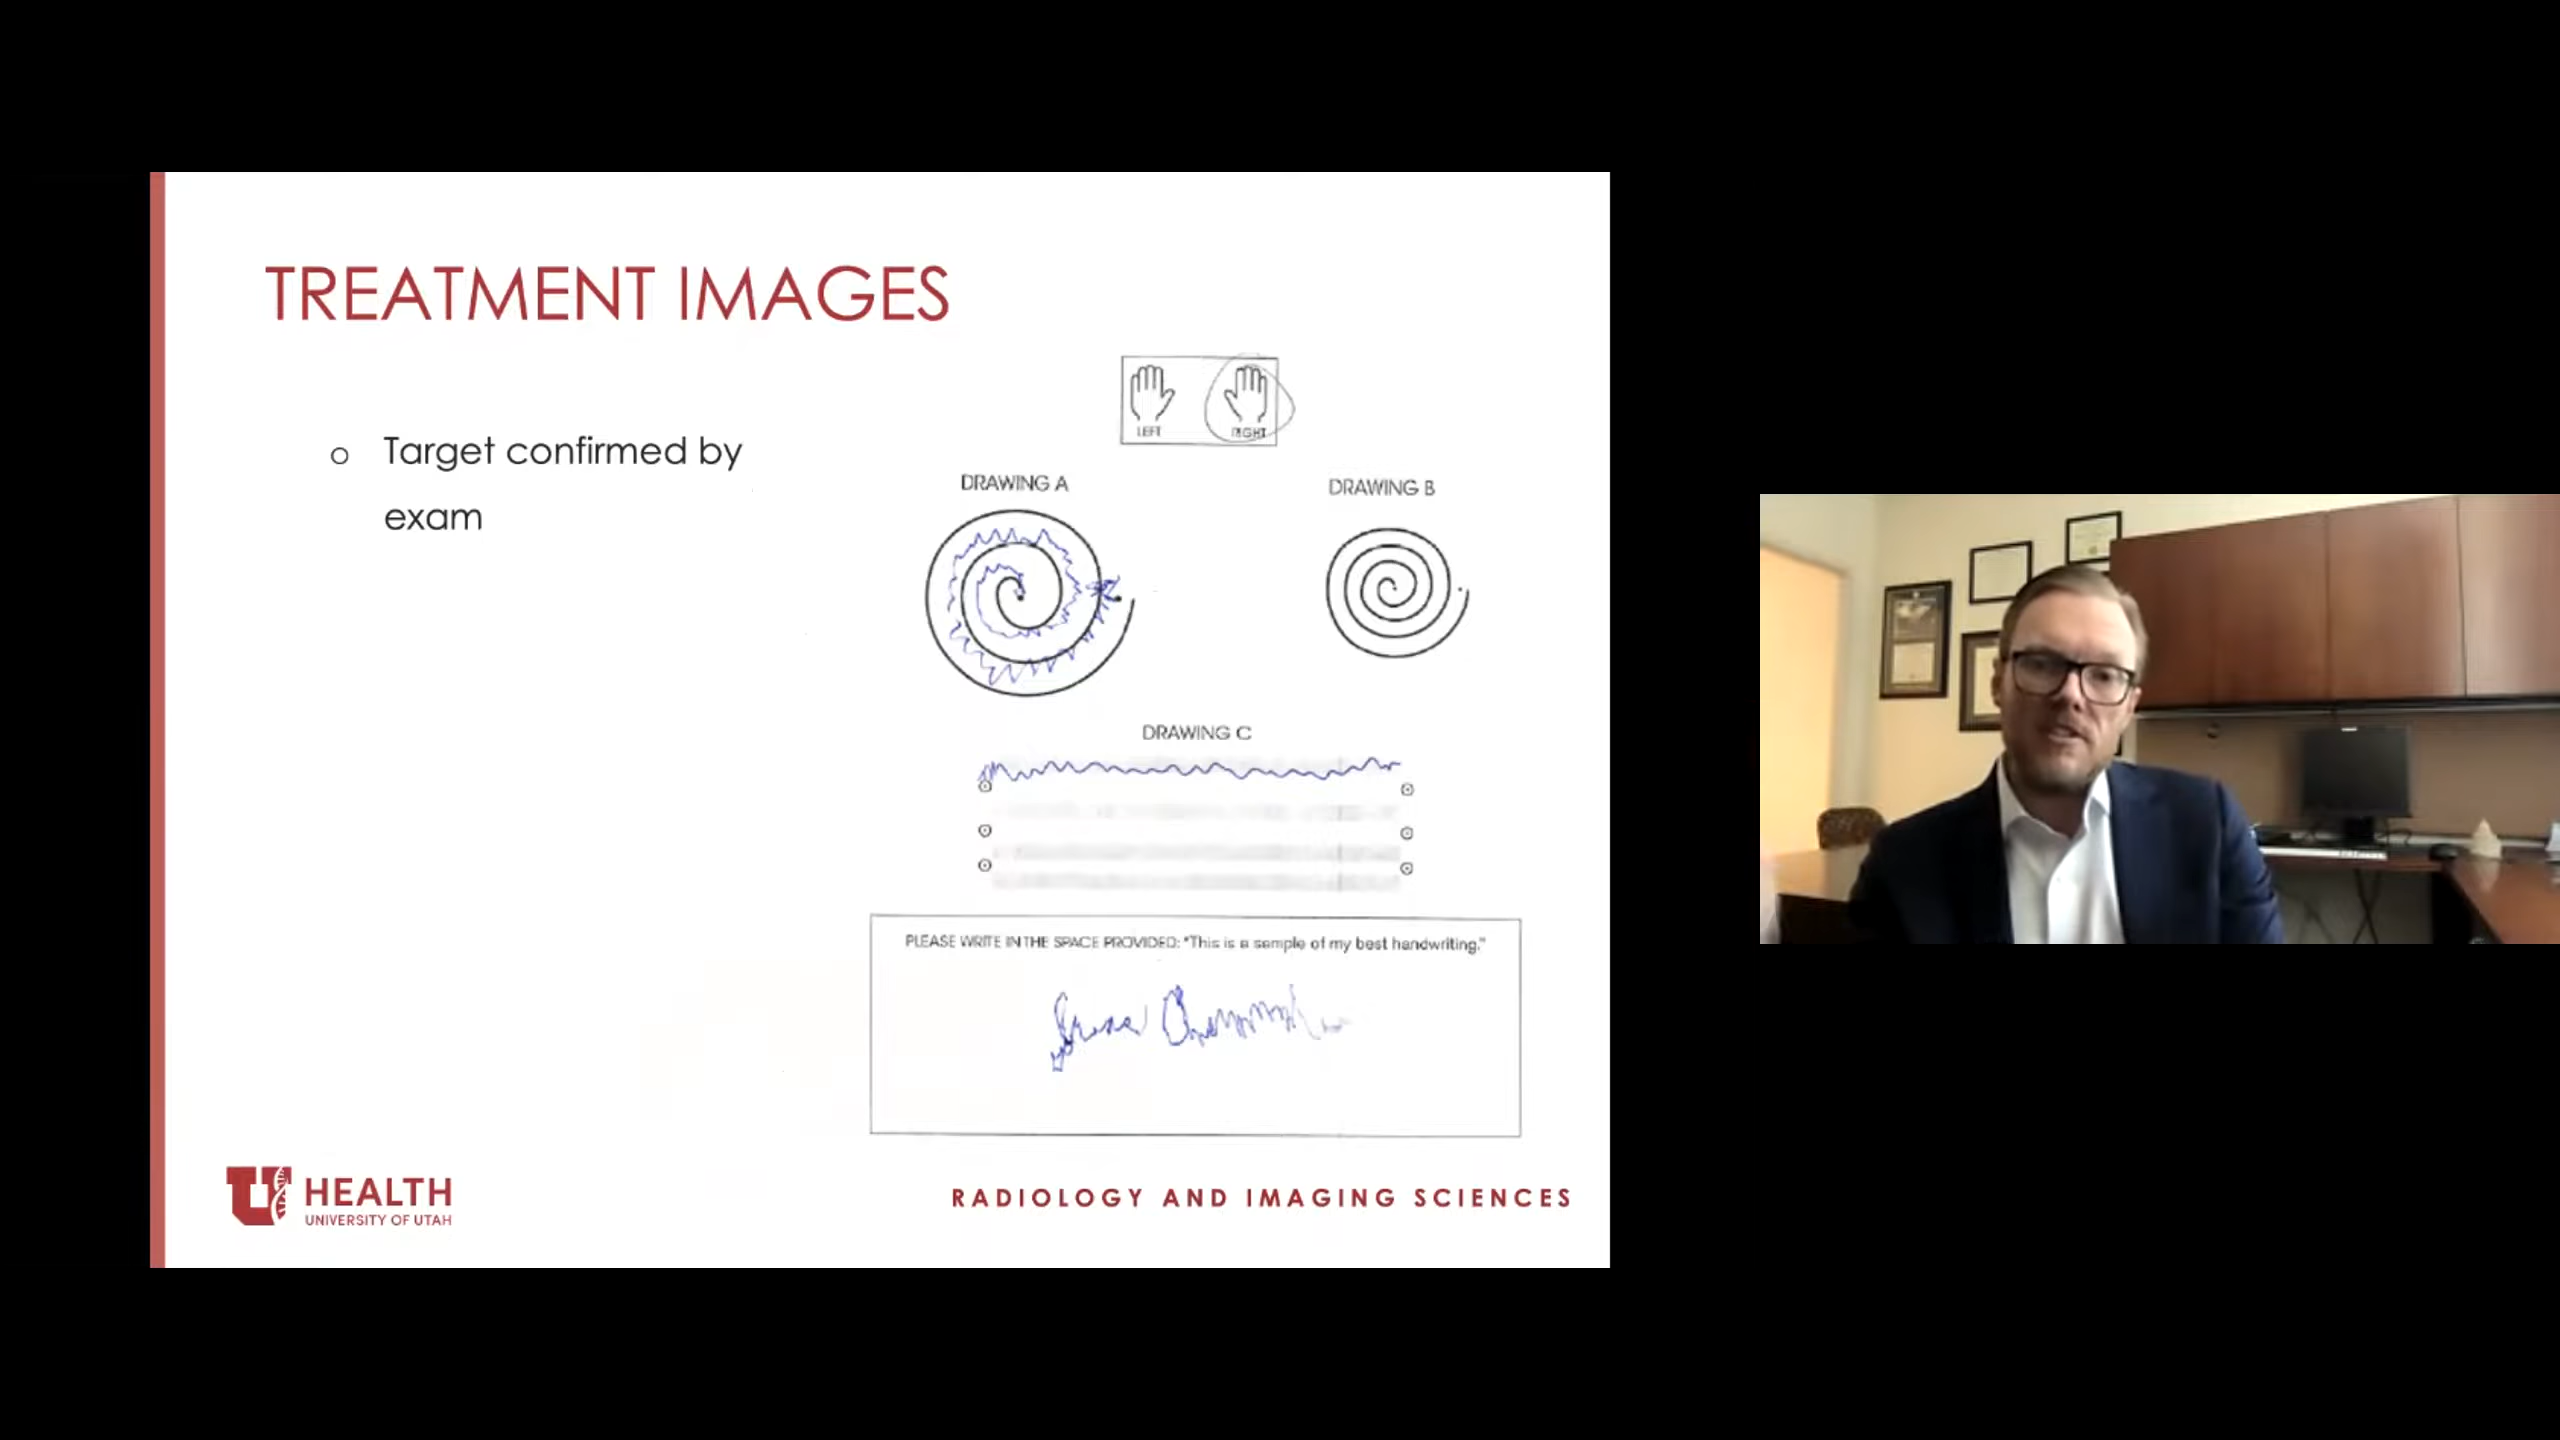 TREATMENT IMAGES
o Target confirmed by
exam
LEFT RIGHT
DRAWING A DRAWING B
DRAWING C
PLEASE WRITE IN THE SPACE PROVIDED: "This is a sample of my best handwriting."
U HEALTH
UNIVERSITY OF UTAH
RADIOLOGY AND IMAGING SCIENCES